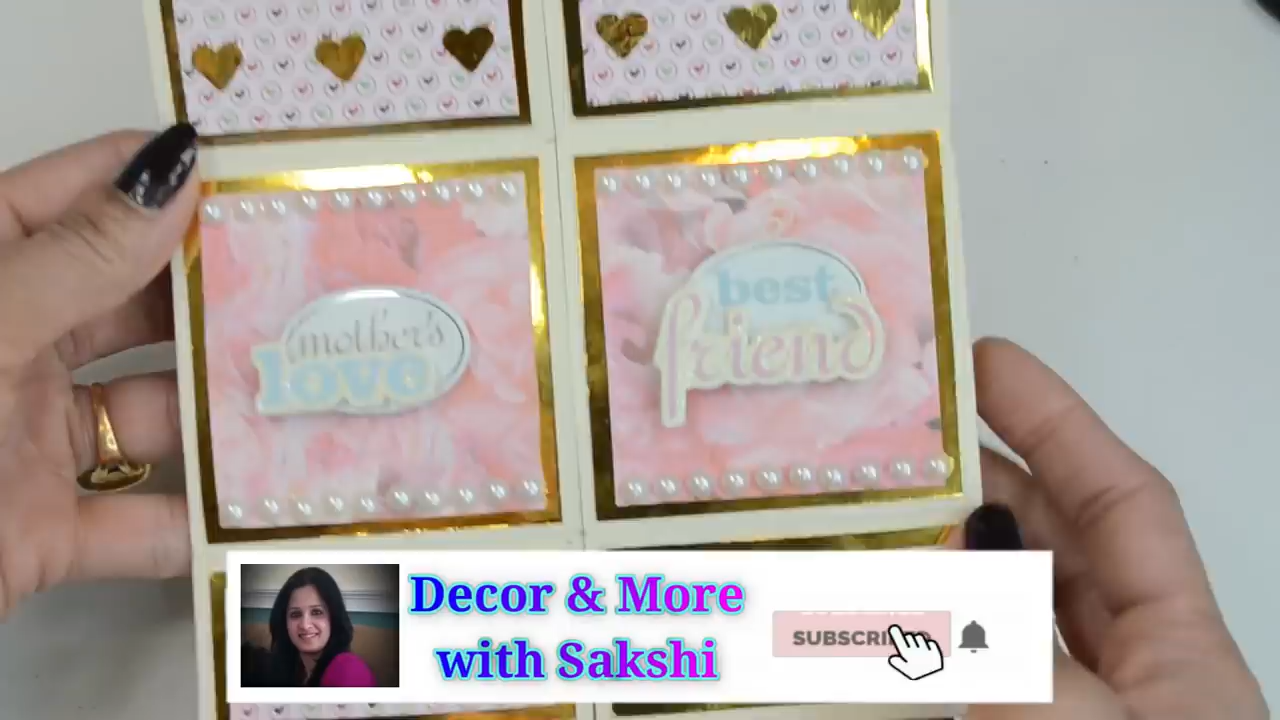 mother's
love
best
friend
Decor & More
with Sakshi
SUBSCRIBE